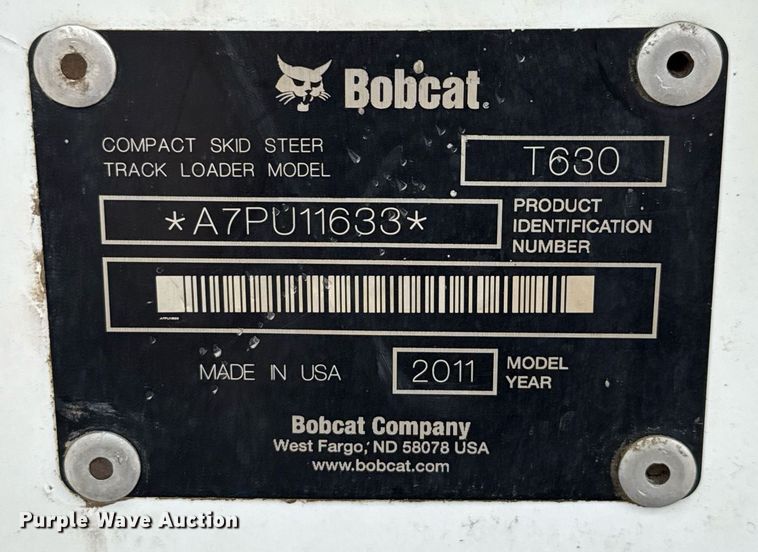 Bobcat®
COMPACT SKID STEER
TRACK LOADER MODEL
T630
*A7PU11633*
PRODUCT
IDENTIFICATION
NUMBER
A7PU11633
MADE IN USA
2011
MODEL
YEAR
Bobcat Company
West Fargo, ND 58078 USA
www.bobcat.com
Purple Wave Auction